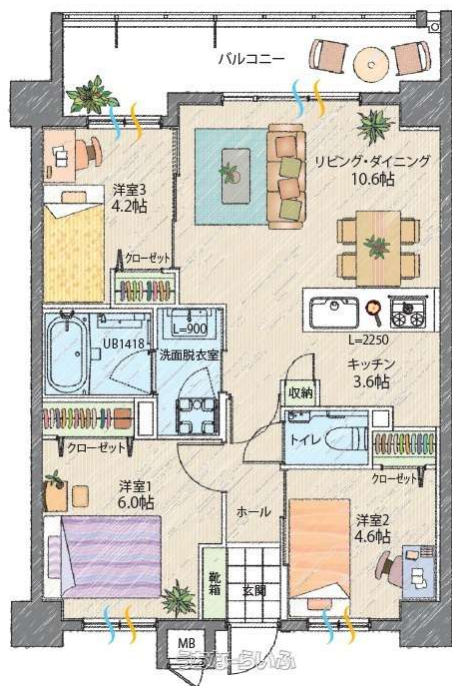 バルコニー
リビング・ダイニング
10.6帖
洋室3
4.2帖
クローゼット
L=900
UB1418
洗面脱衣室
L=2250
キッチン
3.6帖
収納
トイレ
クローゼット
クローゼット
洋室1
6.0帖
ホール
洋室2
4.6帖
靴箱
玄関
MB